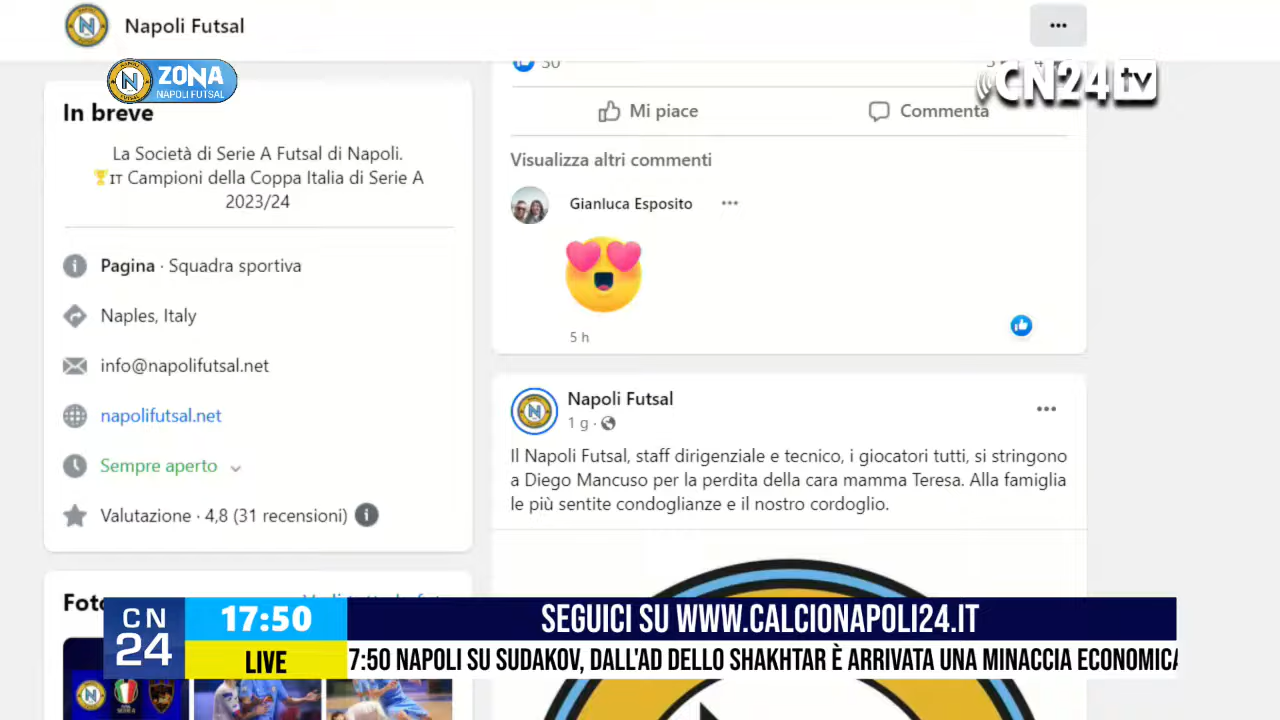 Napoli Futsal
ZONA
NAPOLI FUTSAL
CN24 tv
In breve
La Società di Serie A Futsal di Napoli.
🏆IT Campioni della Coppa Italia di Serie A
2023/24
Pagina · Squadra sportiva
Naples, Italy
info@napolifutsal.net
napolifutsal.net
Sempre aperto
Valutazione · 4,8 (31 recensioni)
Mi piace
Commenta
Visualizza altri commenti
Gianluca Esposito
5 h
Napoli Futsal
1 g ·
Il Napoli Futsal, staff dirigenziale e tecnico, i giocatori tutti, si stringono
a Diego Mancuso per la perdita della cara mamma Teresa. Alla famiglia
le più sentite condoglianze e il nostro cordoglio.
CN
24
17:50
LIVE
SEGUICI SU WWW.CALCIONAPOLI24.IT
7:50 NAPOLI SU SUDAKOV, DALL'AD DELLO SHAKHTAR È ARRIVATA UNA MINACCIA ECONOMICA